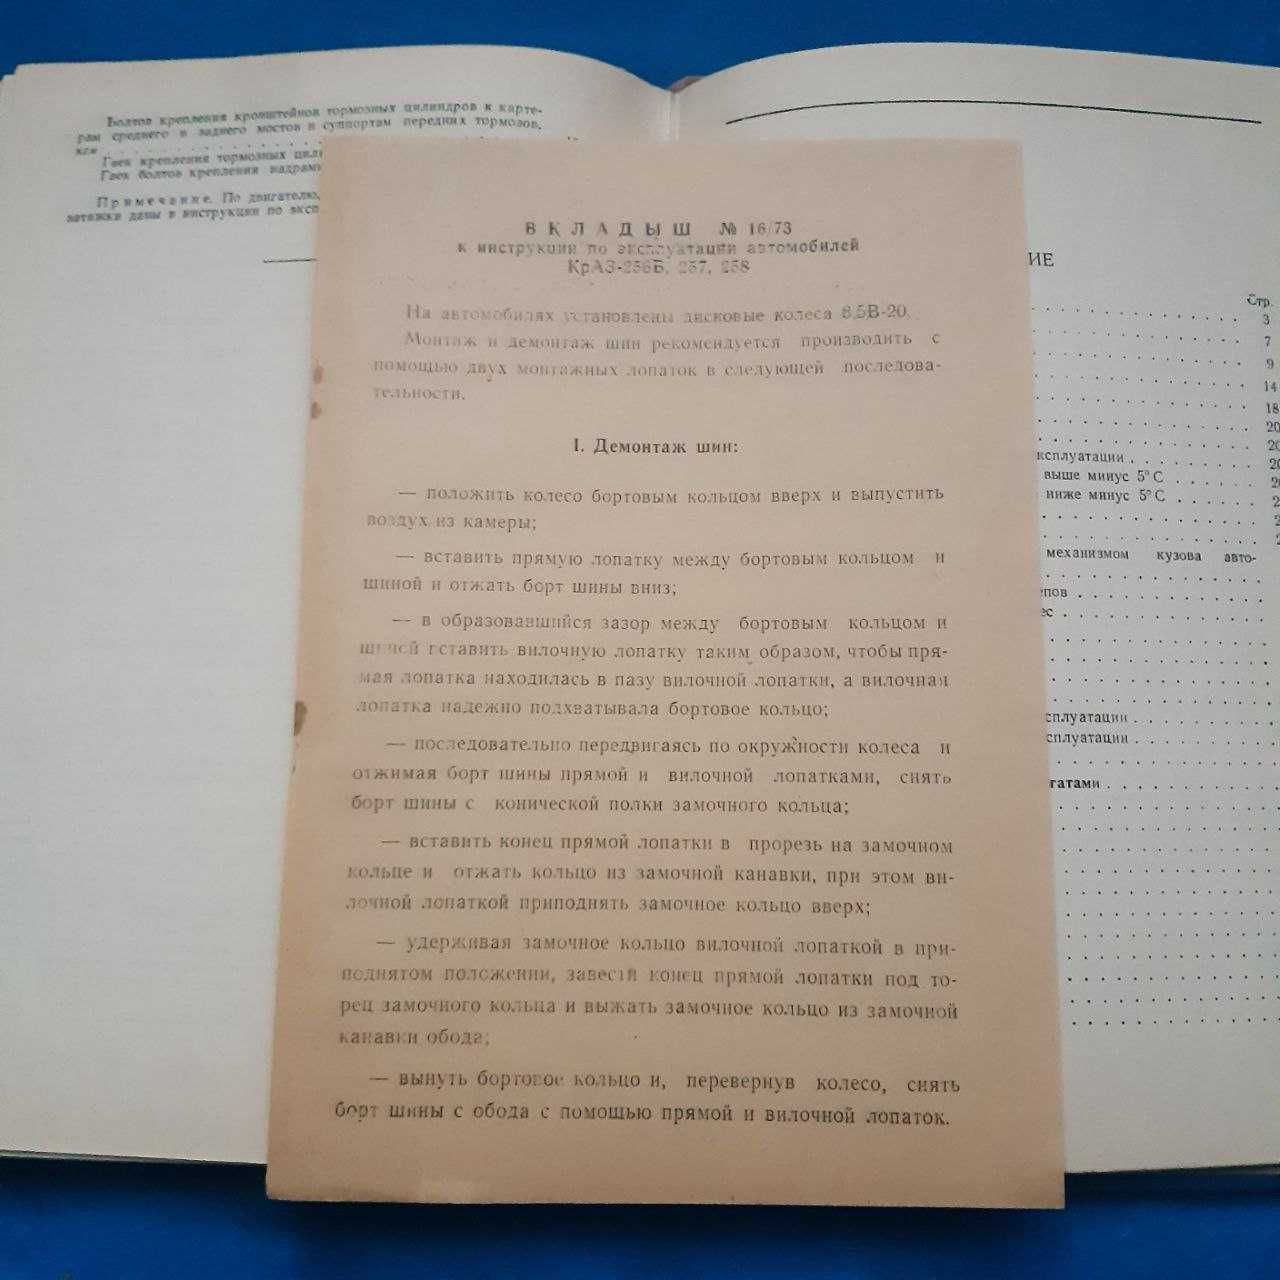 Болтов крепления кронштейнов тормозных цилиндров к карте-
рам среднего и заднего мостов и суппортам передних тормозов,
кгм
Гаек крепления тормозных
Гаек болтов крепления
Примечание. По двигателю,
затяжки даны в инструкции по
ВКЛАДЫШ № 16/73
к инструкции по эксплуатации автомобилей
КрАЗ-256Б, 257, 258
На автомобилях установлены дисковые колеса 8,5В-20.
Монтаж и демонтаж шин рекомендуется производить с
помощью двух монтажных лопаток в следующей последова-
тельности.
I. Демонтаж шин:
— положить колесо бортовым кольцом вверх и выпустить
воздух из камеры;
— вставить прямую лопатку между бортовым кольцом и
шиной и отжать борт шины вниз;
— в образовавшийся зазор между бортовым кольцом и
шиной вставить вилочную лопатку таким образом, чтобы пря-
мая лопатка находилась в пазу вилочной лопатки, а вилочная
лопатка надежно подхватывала бортовое кольцо;
— последовательно передвигаясь по окружности колеса и
отжимая борт шины прямой и вилочной лопатками, снять
борт шины с конической полки замочного кольца;
— вставить конец прямой лопатки в прорезь на замочном
кольце и отжать кольцо из замочной канавки, при этом ви-
лочной лопаткой приподнять замочное кольцо вверх;
— удерживая замочное кольцо вилочной лопаткой в при-
поднятом положении, завести конец прямой лопатки под то-
рец замочного кольца и выжать замочное кольцо из замочной
канавки обода;
— вынуть бортовое кольцо и, перевернув колесо, снять
борт шины с обода с помощью прямой и вилочной лопаток.
ИЕ
Стр.
3
7
9
14
18
20
20
ксплуатации
выше минус 5°С
ниже минус 5°С
механизмом кузова авто-
пов
ес
сплуатации
сплуатации
гатами